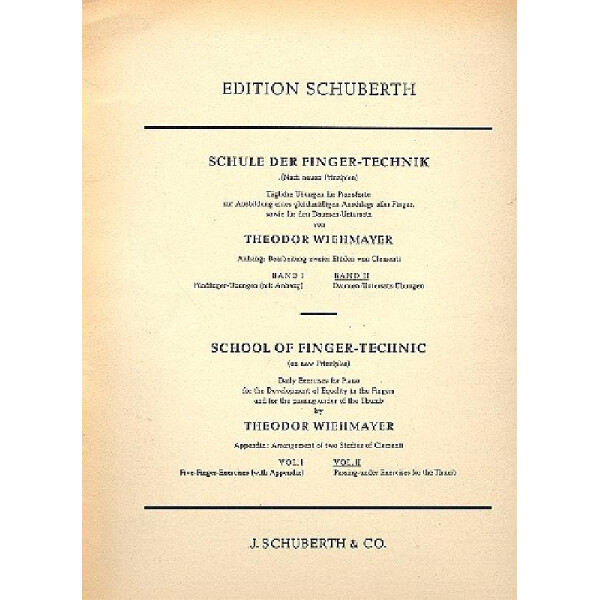 EDITION SCHUBERTH
SCHULE DER FINGER-TECHNIK
(Nach neuen Prinzipien)
Tägliche Übungen für Pianoforte
zur Ausbildung eines gleichmäßigen Anschlags aller Finger,
sowie für den Daumen-Untersatz
von
THEODOR WIEHMAYER
Anhang: Bearbeitung zweier Etüden von Clementi
BAND I BAND II
Fünffinger-Übungen (mit Anhang) Daumen-Untersatz-Übungen
SCHOOL OF FINGER-TECHNIC
(on new Principles)
Daily Exercises for Piano
for the Development of Equality in the Fingers
and for the passing-under of the Thumb
by
THEODOR WIEHMAYER
Appendix: Arrangement of two Studies of Clementi
VOL. I VOL. II
Five-Finger-Exercises (with Appendix) Passing-under Exercises for the Thumb
J. SCHUBERTH & CO.